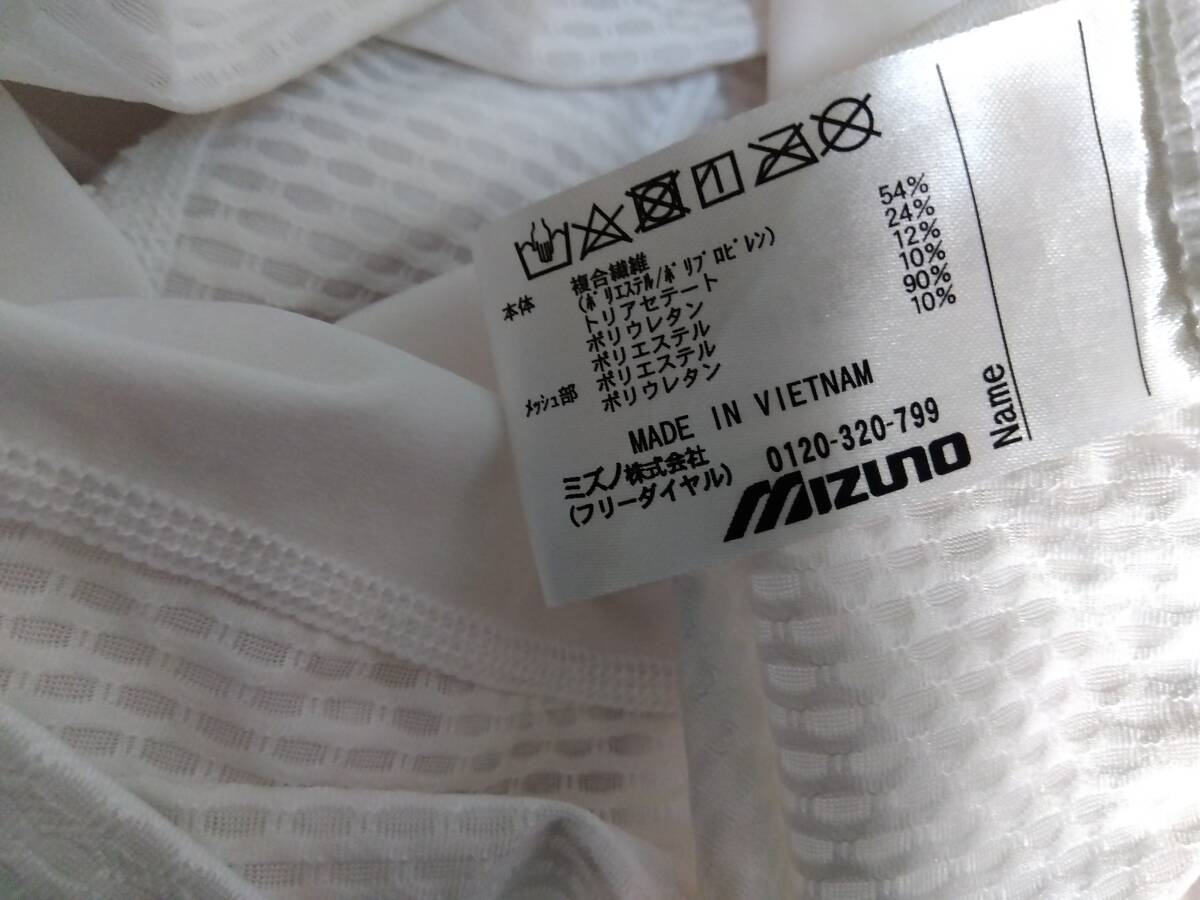 本体 複合繊維 54%
(ﾎﾟﾘｴｽﾃﾙ/ﾎﾟﾘﾌﾟﾛﾋﾟﾚﾝ)
トリアセテート 24%
ポリウレタン 12%
ポリエステル 10%
ﾒｯｼｭ部 ポリエステル 90%
ポリウレタン 10%
MADE IN VIETNAM
ミズノ株式会社
(フリーダイヤル) 0120-320-799
MIZUNO
Name